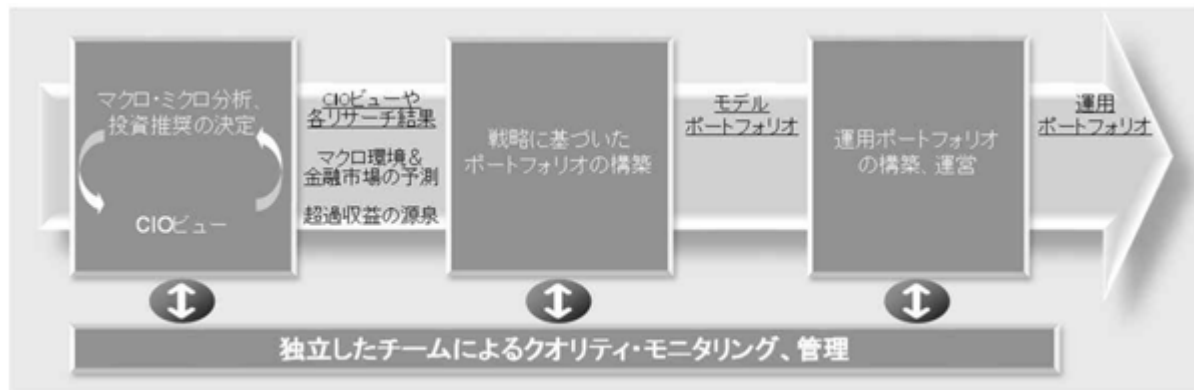 マクロ・ミクロ分析、
投資推奨の決定
CIOビュー
CIOビューや
各リサーチ結果
マクロ環境&
金融市場の予測
超過収益の源泉
戦略に基づいた
ポートフォリオの構築
モデル
ポートフォリオ
運用ポートフォリオ
の構築、運営
運用
ポートフォリオ
独立したチームによるクオリティ・モニタリング、管理